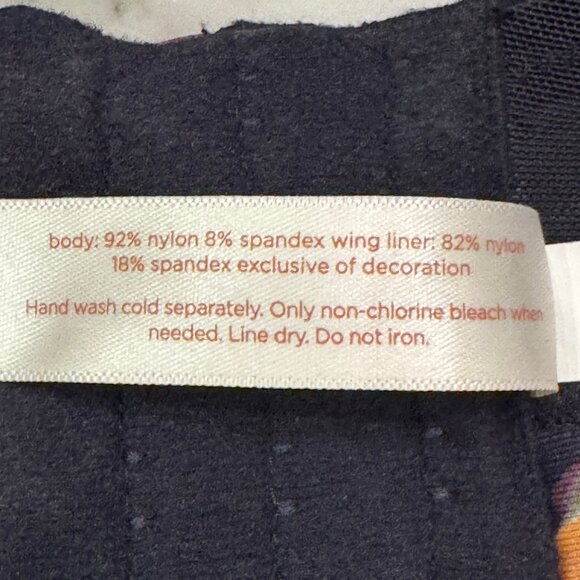 body: 92% nylon 8% spandex wing liner: 82% nylon
18% spandex exclusive of decoration
Hand wash cold separately. Only non-chlorine bleach when
needed. Line dry. Do not iron.